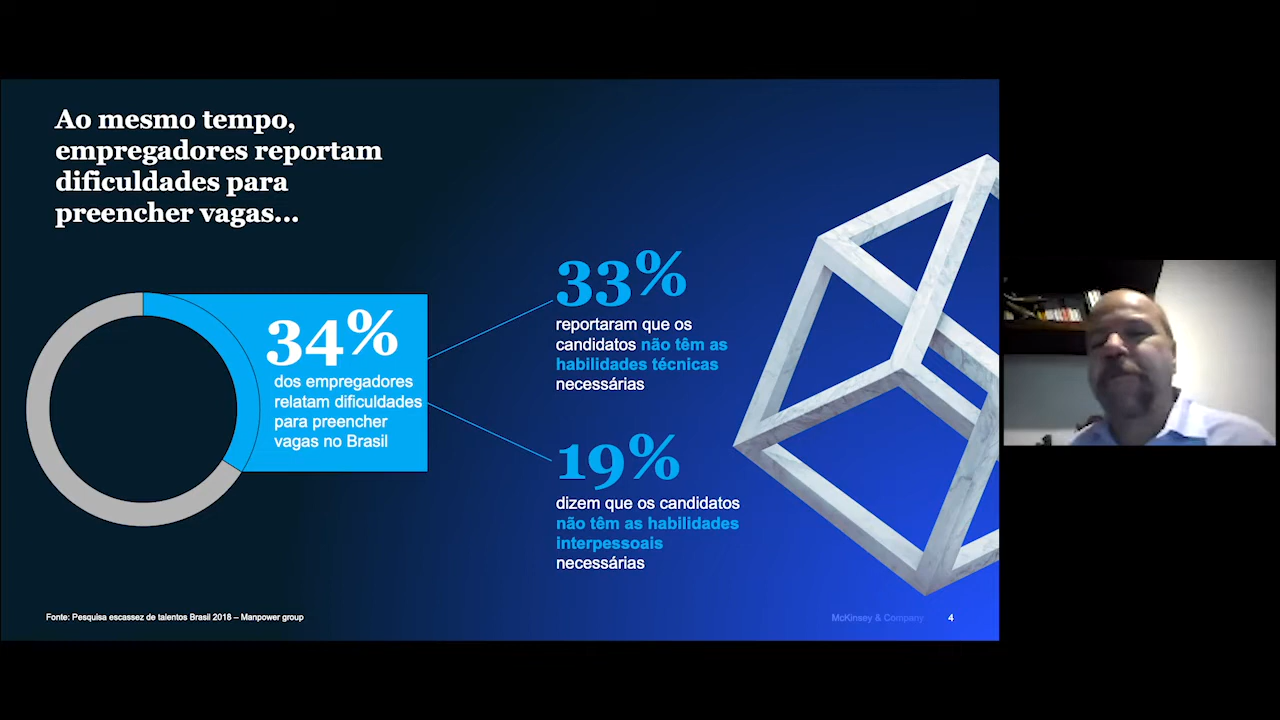 Ao mesmo tempo,
empregadores reportam
dificuldades para
preencher vagas...
34%
dos empregadores
relatam dificuldades
para preencher
vagas no Brasil
33%
reportaram que os
candidatos não têm as
habilidades técnicas
necessárias
19%
dizem que os candidatos
não têm as habilidades
interpessoais
necessárias
Fonte: Pesquisa escassez de talentos Brasil 2018 – Manpower group
McKinsey & Company
4